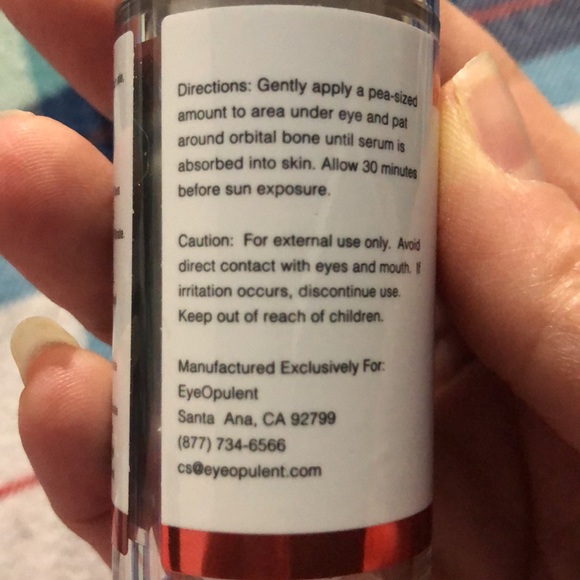 Directions: Gently apply a pea-sized
amount to area under eye and pat
around orbital bone until serum is
absorbed into skin. Allow 30 minutes
before sun exposure.
Caution: For external use only. Avoid
direct contact with eyes and mouth. If
irritation occurs, discontinue use.
Keep out of reach of children.
Manufactured Exclusively For:
EyeOpulent
Santa Ana, CA 92799
(877) 734-6566
cs@eyeopulent.com